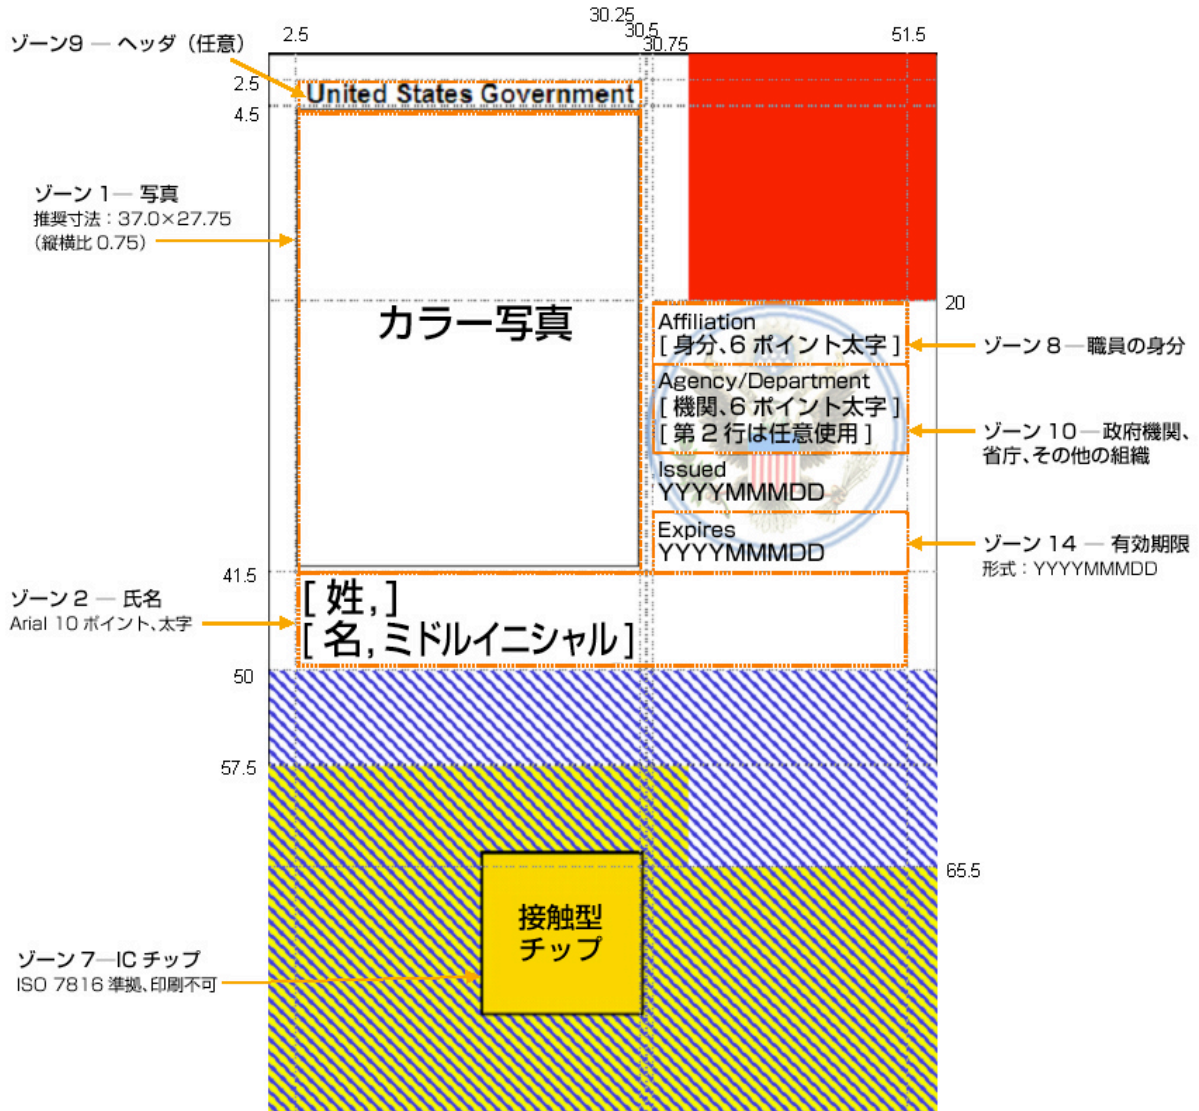 30.25
2.5
30.5
30.75
51.5
ゾーン9 — ヘッダ（任意）
2.5
United States Government
4.5
ゾーン 1— 写真
推奨寸法：37.0×27.75
（縦横比 0.75）
カラー写真
20
Affiliation
[ 身分、6 ポイント太字 ]
ゾーン 8—職員の身分
Agency/Department
[ 機関、6 ポイント太字 ]
[ 第 2 行は任意使用 ]
ゾーン 10—政府機関、
省庁、その他の組織
Issued
YYYYMMMDD
Expires
YYYYMMMDD
ゾーン 14 — 有効期限
形式：YYYYMMMDD
41.5
ゾーン 2 — 氏名
Arial 10 ポイント、太字
[ 姓, ]
[ 名, ミドルイニシャル ]
50
57.5
65.5
接触型
チップ
ゾーン 7—IC チップ
ISO 7816 準拠、印刷不可